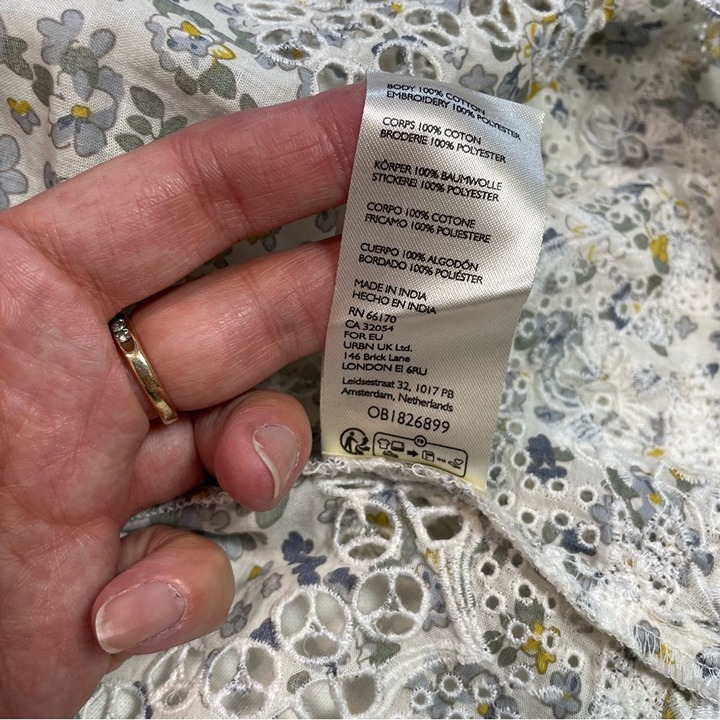 BODY 100% COTTON
EMBROIDERY 100% POLYESTER
CORPS 100% COTON
BRODERIE 100% POLYESTER
KÖRPER 100% BAUMWOLLE
STICKEREI 100% POLYESTER
CORPO 100% COTONE
FRICAMO 100% POLIESTERE
CUERPO 100% ALGODÓN
BORDADO 100% POLIÉSTER
MADE IN INDIA
HECHO EN INDIA
RN 66170
CA 32054
FOR EU
URBN UK Ltd.
146 Brick Lane
LONDON E1 6RU
Leidsestraat 32, 1017 PB
Amsterdam, Netherlands
OB1826899
FR